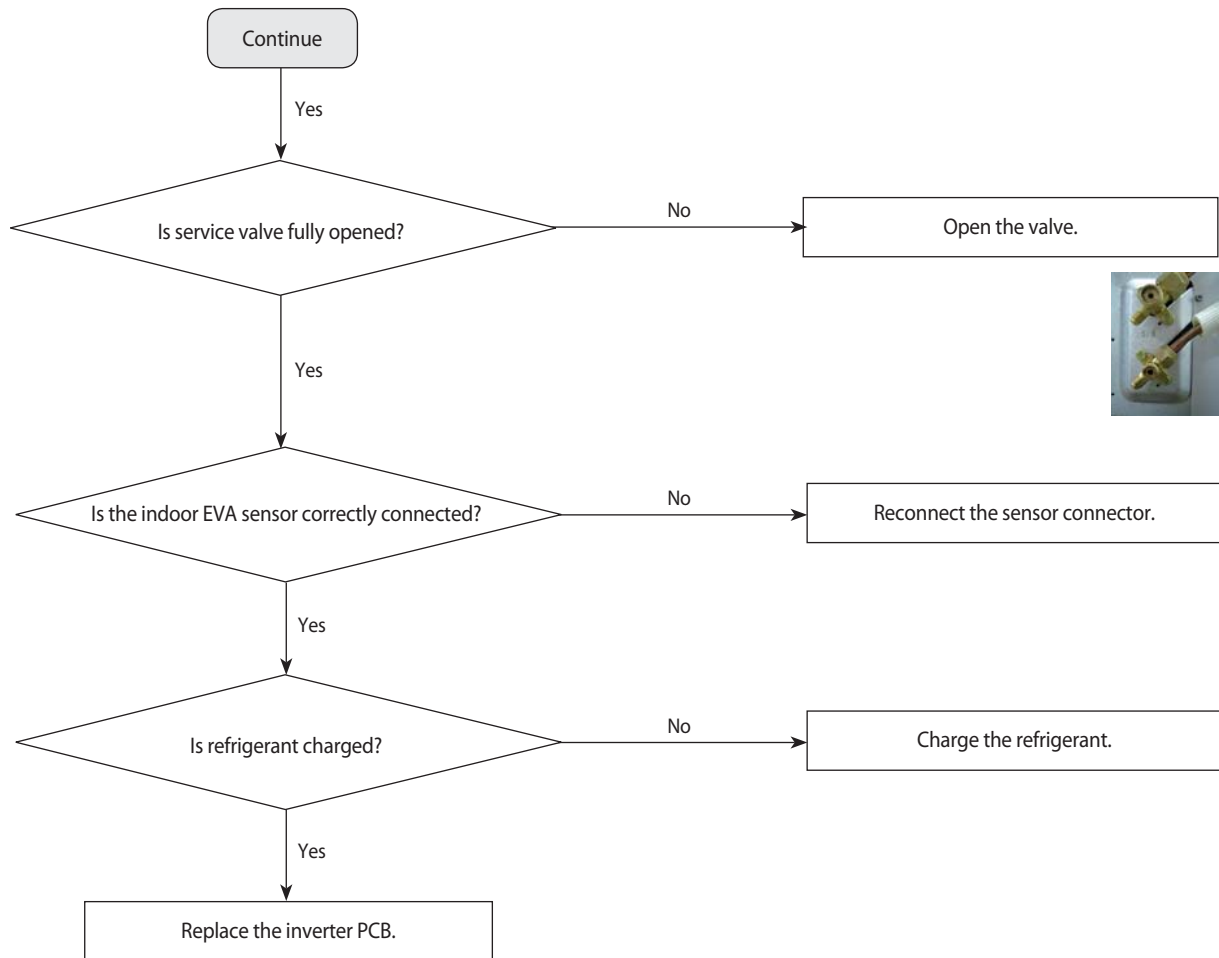 Continue
Yes
Is service valve fully opened?
No
Open the valve.
Yes
Is the indoor EVA sensor correctly connected?
No
Reconnect the sensor connector.
Yes
Is refrigerant charged?
No
Charge the refrigerant.
Yes
Replace the inverter PCB.